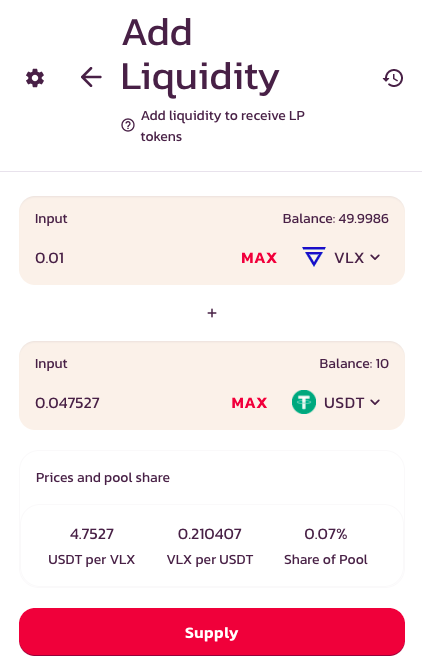 Add
Liquidity
Add liquidity to receive LP
tokens
Input
Balance: 49.9986
0.01
MAX
VLX
+
Input
Balance: 10
0.047527
MAX
USDT
Prices and pool share
4.7527
0.210407
0.07%
USDT per VLX
VLX per USDT
Share of Pool
Supply